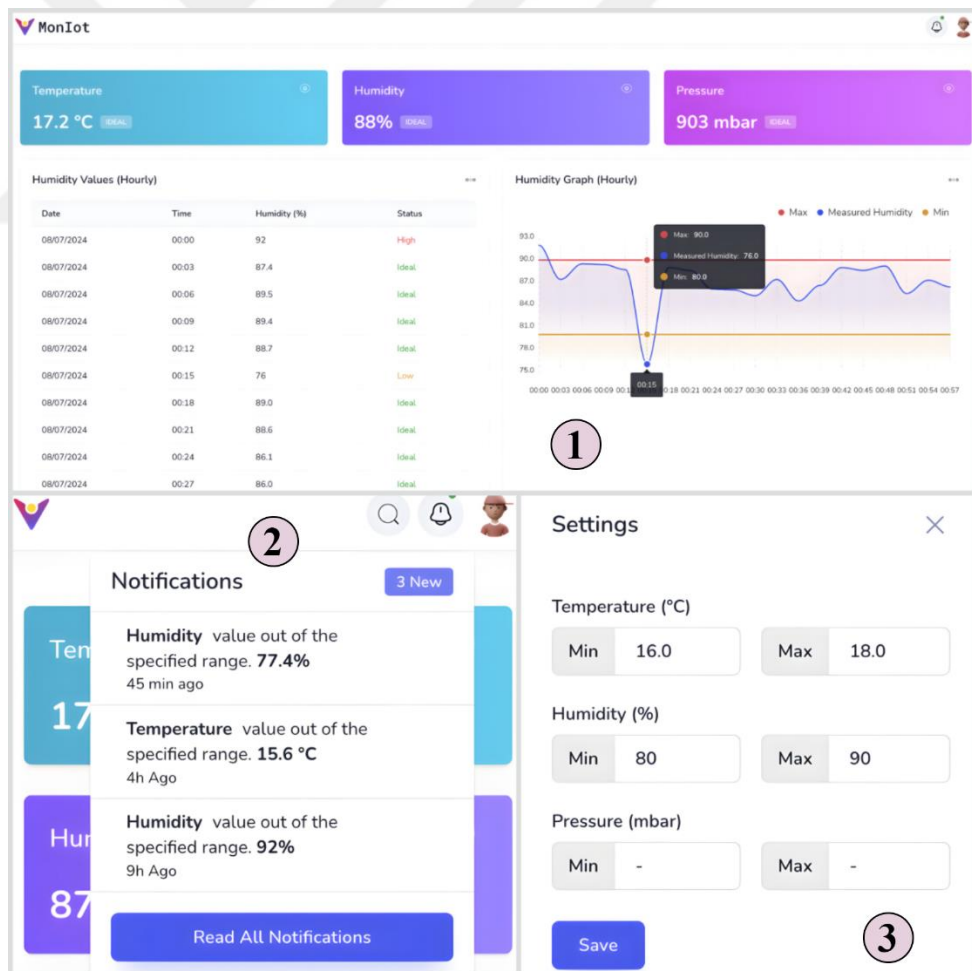 MonIot
Temperature
17.2 °C IDEAL
Humidity
88% IDEAL
Pressure
903 mbar IDEAL
Humidity Values (Hourly)
Date Time Humidity (%) Status
08/07/2024 00:00 92 High
08/07/2024 00:03 87.4 Ideal
08/07/2024 00:06 89.5 Ideal
08/07/2024 00:09 89.4 Ideal
08/07/2024 00:12 88.7 Ideal
08/07/2024 00:15 76 Low
08/07/2024 00:18 89.0 Ideal
08/07/2024 00:21 88.6 Ideal
08/07/2024 00:24 86.1 Ideal
08/07/2024 00:27 86.0 Ideal
Humidity Graph (Hourly)
Max Measured Humidity Min
93.0
90.0
87.0
84.0
81.0
78.0
75.0
Max: 90.0
Measured Humidity: 76.0
Min: 80.0
00:15
00:00 00:03 00:06 00:09 00:18 00:21 00:24 00:27 00:30 00:33 00:36 00:39 00:42 00:45 00:48 00:51 00:54 00:57
1
2
Notifications
3 New
Humidity value out of the
specified range. 77.4%
45 min ago
Temperature value out of the
specified range. 15.6 °C
4h Ago
Humidity value out of the
specified range. 92%
9h Ago
Read All Notifications
Tem
17
Hum
87
Settings
Temperature (°C)
Min 16.0 Max 18.0
Humidity (%)
Min 80 Max 90
Pressure (mbar)
Min - Max -
Save
3